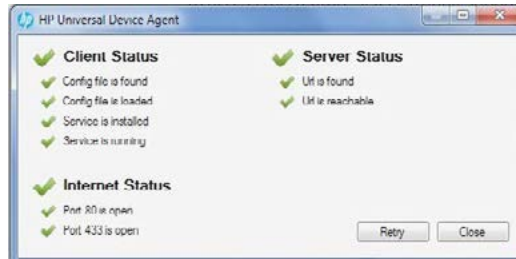 HP Universal Device Agent
Client Status
Config file is found
Config file is loaded
Service is installed
Service is running
Server Status
Url is found
Url is reachable
Internet Status
Port 80 is open
Port 433 is open
Retry
Close